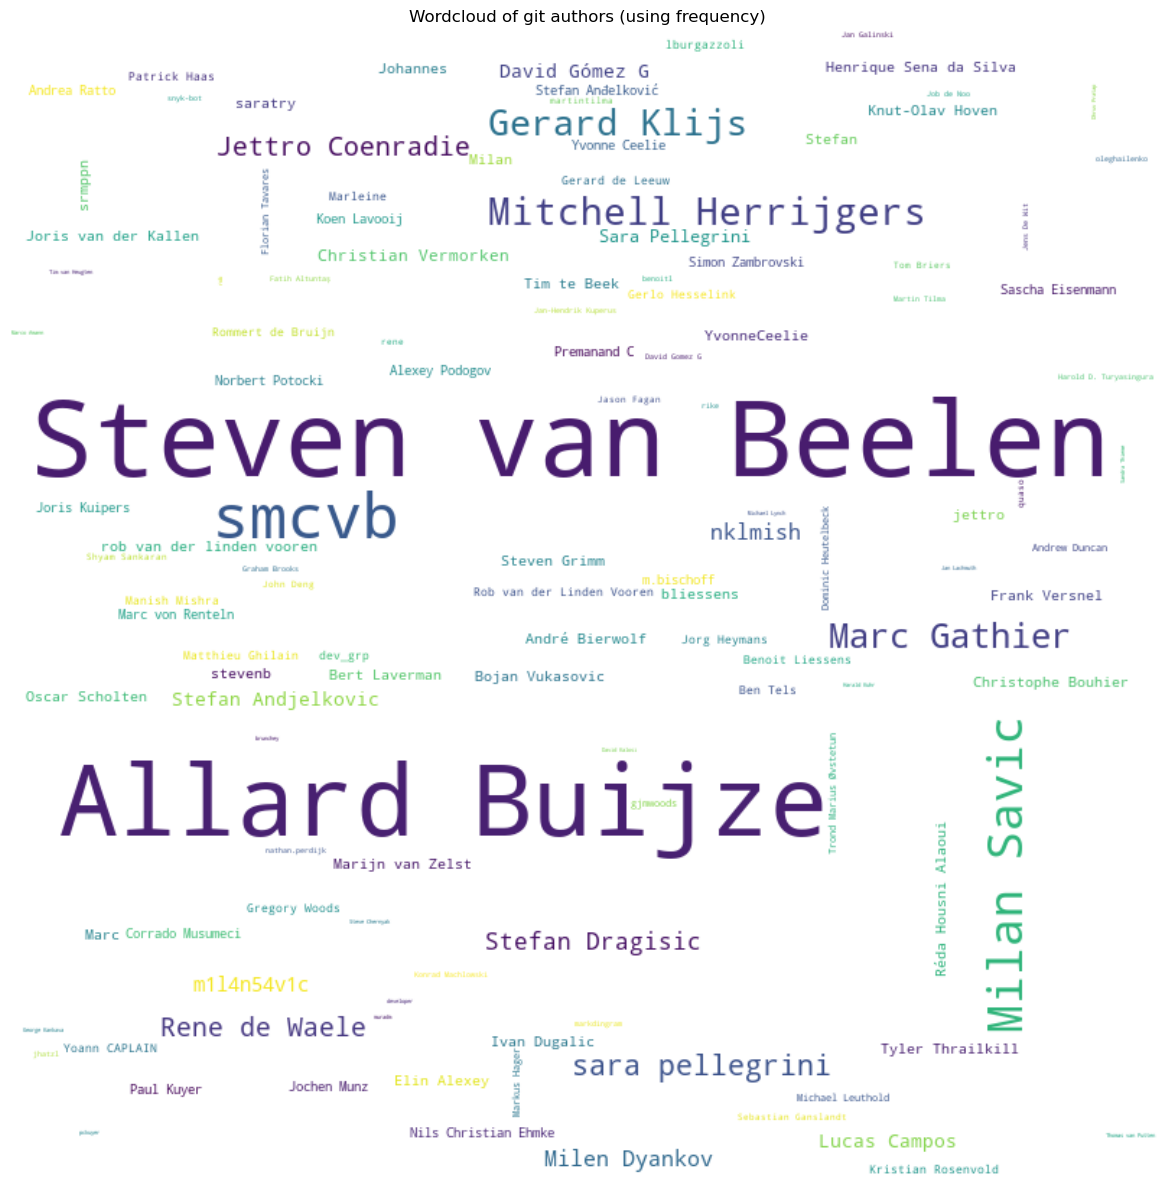 Wordcloud of git authors (using frequency)
Jan Galinski
lburgazzoli
Johannes
David Gómez G
Henrique Sena da Silva
Patrick Haas
Andrea Ratto
Stefan Anđelković
snyk-bot
martintilma
Job de Noo
saratry
Gerard Klijs
Knut-Olav Hoven
Stefan
Jettro Coenradie
Yvonne Ceelie
Milan
oleghailenko
srmppn
Gerard de Leeuw
Marleine
Florian Tavares
Mitchell Herrijgers
Koen Lavooij
Jens De Wit
Joris van der Kallen
Sara Pellegrini
Christian Vermorken
Simon Zambrovski
Tom Briers
Tas van Heuglem
Fatih Altuntaş
Tim te Beek
benoitl
Gerlo Hesselink
Sascha Eisenmann
Martin Tilma
Jan-Hendrik Kuperus
Rommert de Bruijn
YvonneCeelie
rene
Premanand C
David Gomez G
Alexey Podogov
Norbert Potocki
Harold D. Turyasingura
Jason Fagan
rike
Steven van Beelen
quaso
Joris Kuipers
smcvb
Michael Lynch
jettro
nklmish
rob van der linden vooren
Andrew Duncan
Shyam Sankaran
Steven Grimm
Graham Brooks
Dominic Heutelbeck
m.bischoff
John Deng
Rob van der Linden Vooren
bliessens
Frank Versnel
Manish Mishra
Marc von Renteln
Marc Gathier
André Bierwolf
Jorg Heymans
Matthieu Ghilain
dev_grp
Benoit Liessens
stevenb
Bert Laverman
Bojan Vukasovic
Christophe Bouhier
Ben Tels
Oscar Scholten
Stefan Andjelkovic
Allard Buijze
Trond Marius Øvstetun
gjmwoods
Milan Savic
nathan.perdijk
Marijn van Zelst
Réda Housni Alaoui
Gregory Woods
Marc
Corrado Musumeci
Stefan Dragisic
m1l4n54v1c
developer
Rene de Waele
markdingram
Ivan Dugalic
Yoann CAPLAIN
Tyler Thrailkill
sara pellegrini
Elin Alexey
Jochen Munz
Paul Kuyer
Markus Hager
Michael Leuthold
Sebastian Ganslandt
Nils Christian Ehmke
Lucas Campos
Milen Dyankov
Kristian Rosenvold